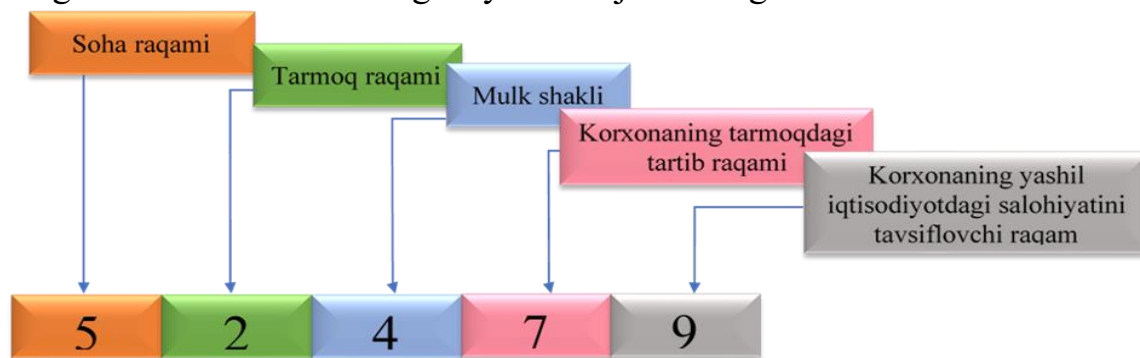 Soha raqami
Tarmoq raqami
Mulk shakli
Korxonaning tarmoqdagi
tartib raqami
Korxonaning yashil
iqtisodiyotdagi salohiyatini
tavsiflovchi raqam
5 2 4 7 9